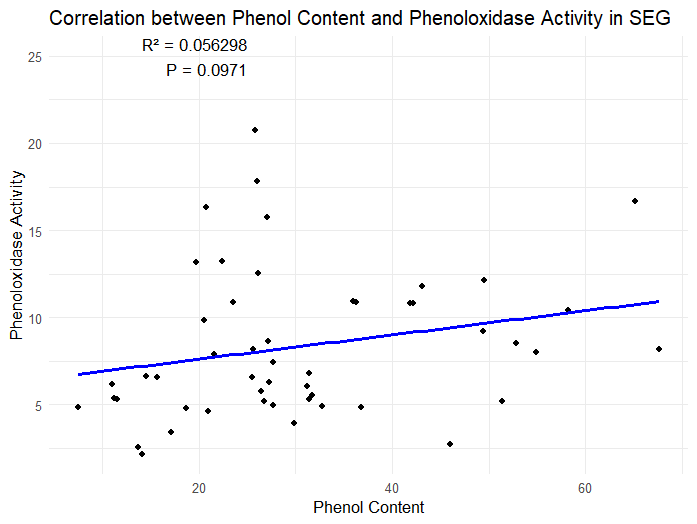 Correlation between Phenol Content and Phenoloxidase Activity in SEG
R² = 0.056298
P = 0.0971
25
20
15
10
5
Phenoloxidase Activity
20
40
60
Phenol Content